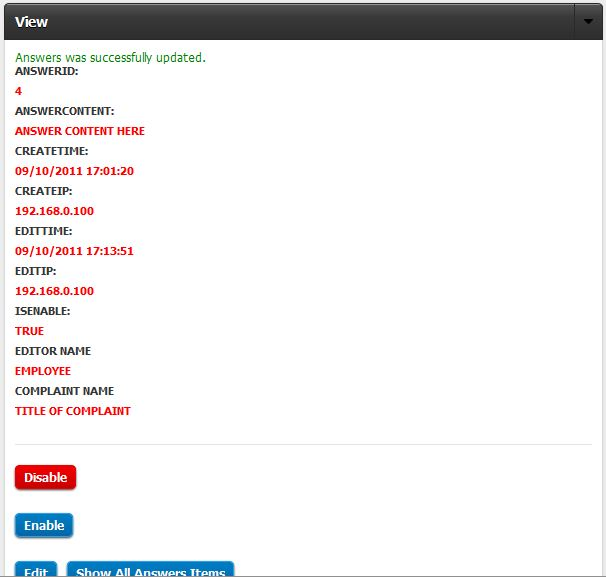 View
Answers was successfully updated.
ANSWERID:
4
ANSWERCONTENT:
ANSWER CONTENT HERE
CREATETIME:
09/10/2011 17:01:20
CREATEIP:
192.168.0.100
EDITTIME:
09/10/2011 17:13:51
EDITIP:
192.168.0.100
ISENABLE:
TRUE
EDITOR NAME
EMPLOYEE
COMPLAINT NAME
TITLE OF COMPLAINT
Disable
Enable
Edit Show All Answers Items